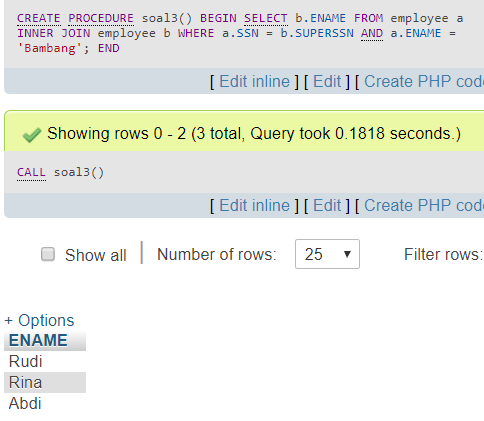 CREATE PROCEDURE soal3() BEGIN SELECT b.ENAME FROM employee a
INNER JOIN employee b WHERE a.SSN = b.SUPERSSN AND a.ENAME =
'Bambang'; END
[ Edit inline ] [ Edit ] [ Create PHP cod
Showing rows 0 - 2 (3 total, Query took 0.1818 seconds.)
CALL soal3()
[ Edit inline ] [ Edit ] [ Create PHP cod
Show all | Number of rows: 25 Filter rows:
+ Options
ENAME
Rudi
Rina
Abdi